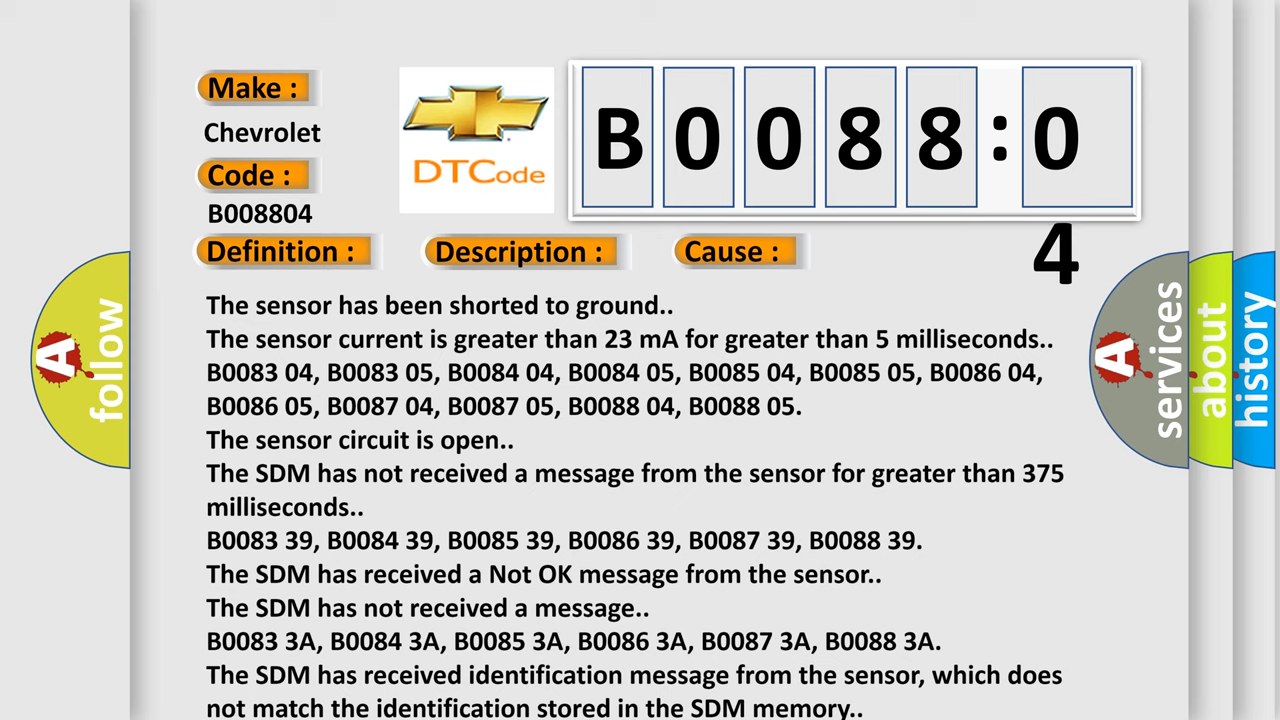 Make :
Chevrolet
Code :
B008804
DTCode
B0088:0
4
Definition :
Description :
Cause :
The sensor has been shorted to ground..
The sensor current is greater than 23 mA for greater than 5 milliseconds..
B0083 04, B0083 05, B0084 04, B0084 05, B0085 04, B0085 05, B0086 04,
B0086 05, B0087 04, B0087 05, B0088 04, B0088 05.
The sensor circuit is open..
The SDM has not received a message from the sensor for greater than 375
milliseconds..
B0083 39, B0084 39, B0085 39, B0086 39, B0087 39, B0088 39.
The SDM has received a Not OK message from the sensor..
The SDM has not received a message..
B0083 3A, B0084 3A, B0085 3A, B0086 3A, B0087 3A, B0088 3A.
The SDM has received identification message from the sensor, which does
not match the identification stored in the SDM memory..
A
follow
A
services
about
history